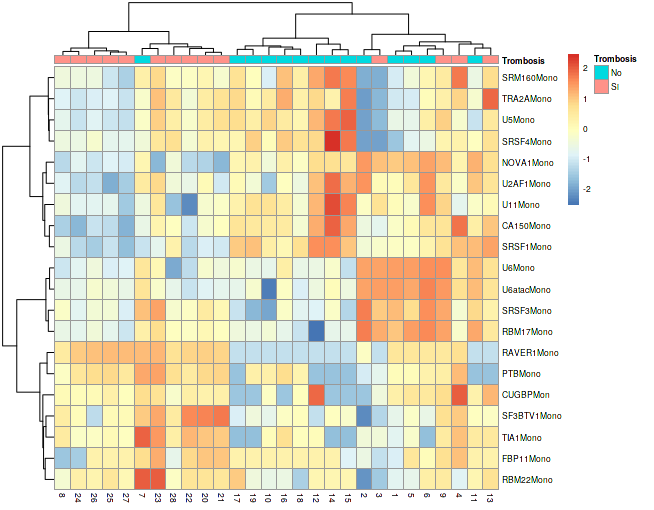 Trombosis
Trombosis
No
SI
2
1
0
-1
-2
SRM160Mono
TRA2AMono
U5Mono
SRSF4Mono
NOVA1Mono
U2AF1Mono
U11Mono
CA150Mono
SRSF1Mono
U6Mono
U6atacMono
SRSF3Mono
RBM17Mono
RAVER1Mono
PTBMono
CUGBPMon
SF3BTV1Mono
TIA1Mono
FBP11Mono
RBM22Mono
8 24 26 25 27 7 23 28 22 20 21 17 19 10 16 18 12 14 15 2 3 1 5 6 9 4 11 13